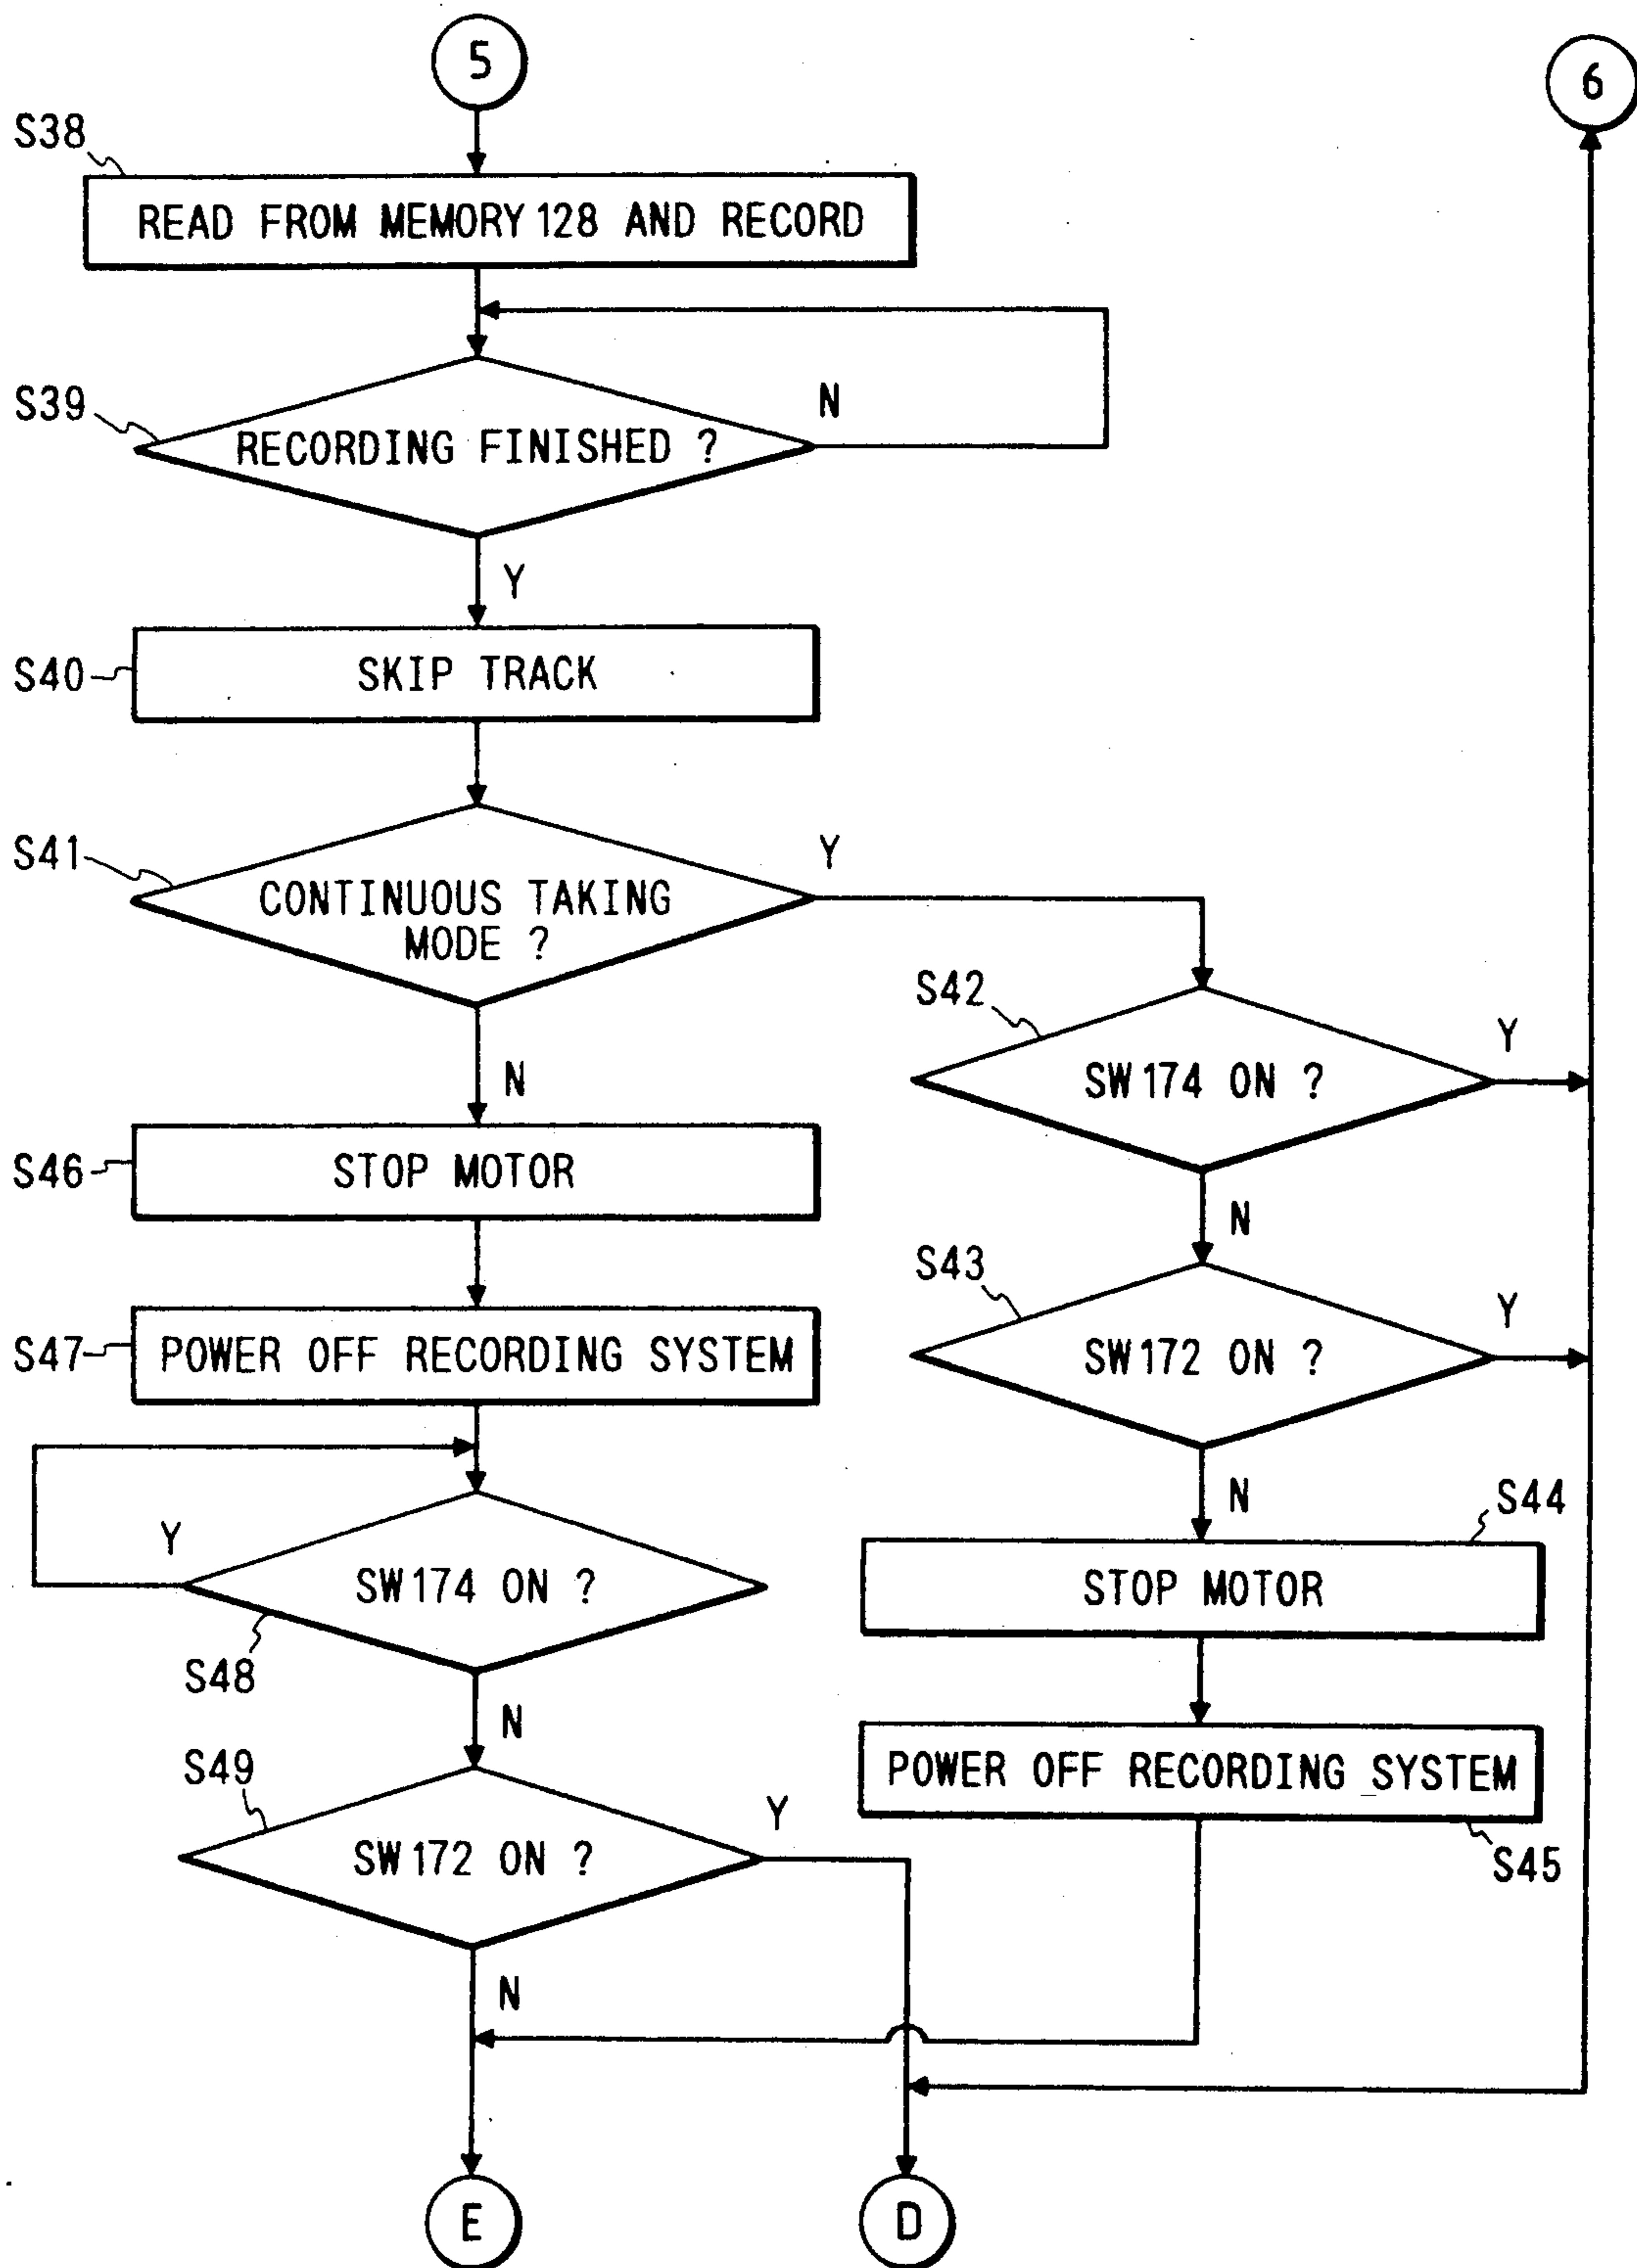 5
6
S38
READ FROM MEMORY 128 AND RECORD
S39
RECORDING FINISHED ?
N
Y
S40
SKIP TRACK
S41
CONTINUOUS TAKING
MODE ?
Y
N
S42
SW 174 ON ?
Y
N
S43
SW 172 ON ?
Y
N
S44
STOP MOTOR
POWER OFF RECORDING SYSTEM
S45
S46
STOP MOTOR
S47
POWER OFF RECORDING SYSTEM
Y
SW 174 ON ?
S48
N
S49
SW 172 ON ?
Y
N
E
D